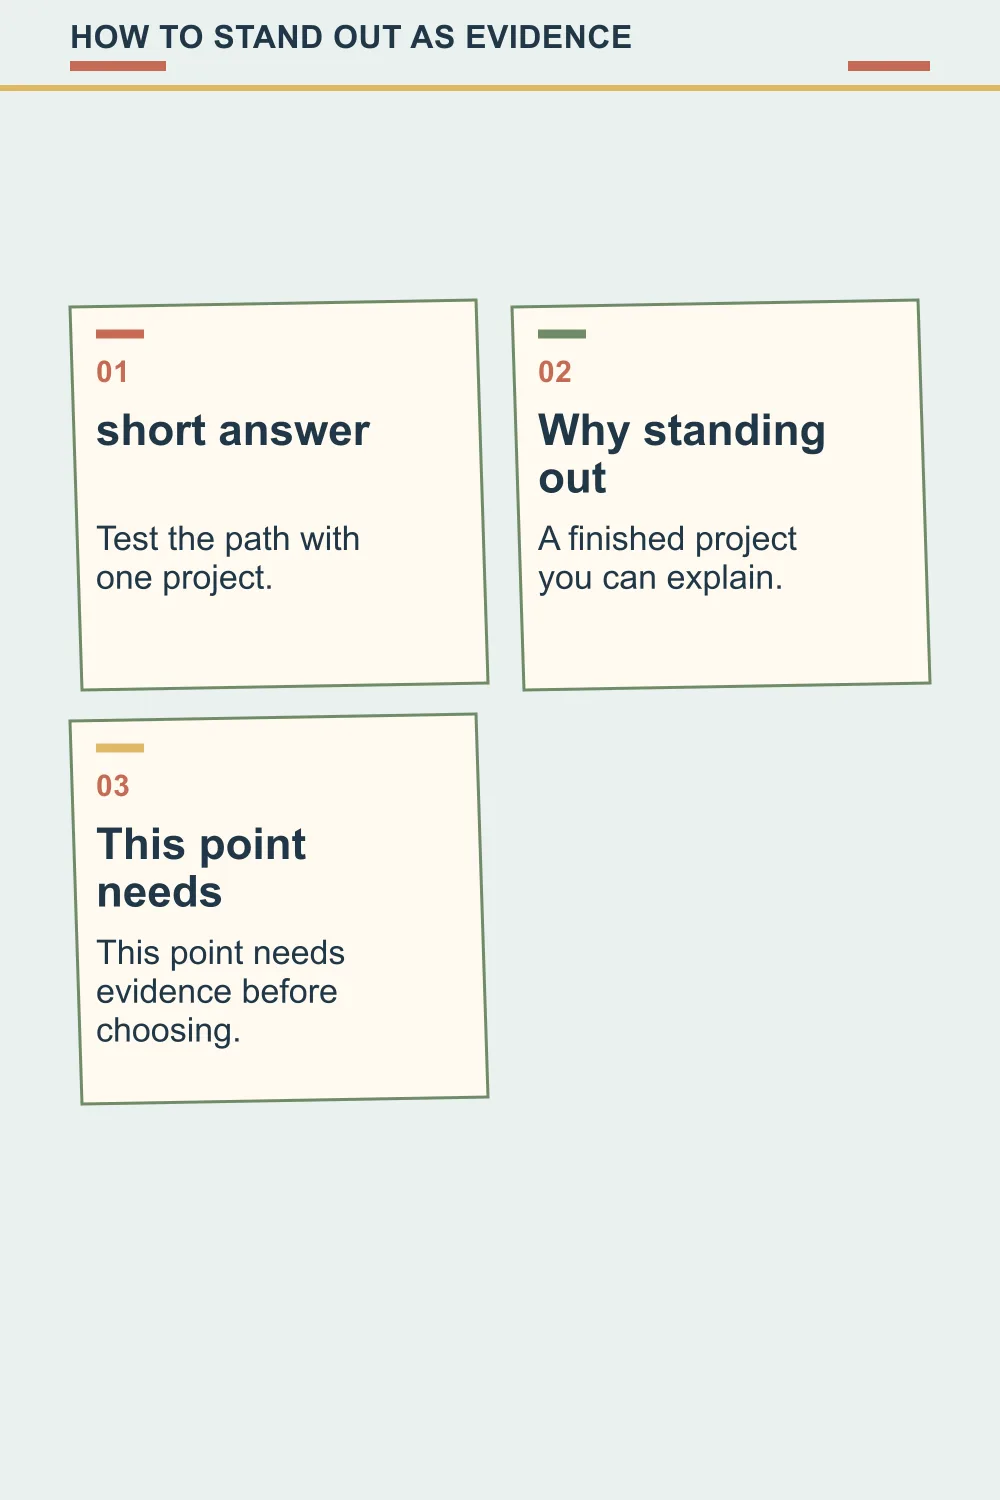 HOW TO STAND OUT AS EVIDENCE
01
short answer
Test the path with
one project.
02
Why standing
out
A finished project
you can explain.
03
This point
needs
This point needs
evidence before
choosing.